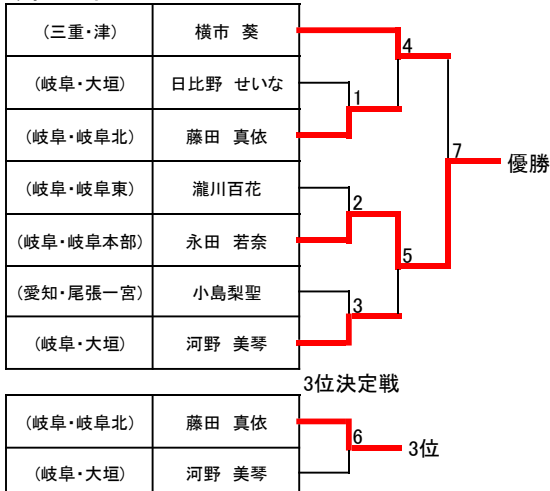 (三重・津) 横市 葵
4
(岐阜・大垣) 日比野 せいな
1
(岐阜・岐阜北) 藤田 真依
7
優勝
(岐阜・岐阜東) 瀧川百花
2
(岐阜・岐阜本部) 永田 若奈
5
(愛知・尾張一宮) 小島梨聖
3
(岐阜・大垣) 河野 美琴
3位決定戦
(岐阜・岐阜北) 藤田 真依
6
3位
(岐阜・大垣) 河野 美琴